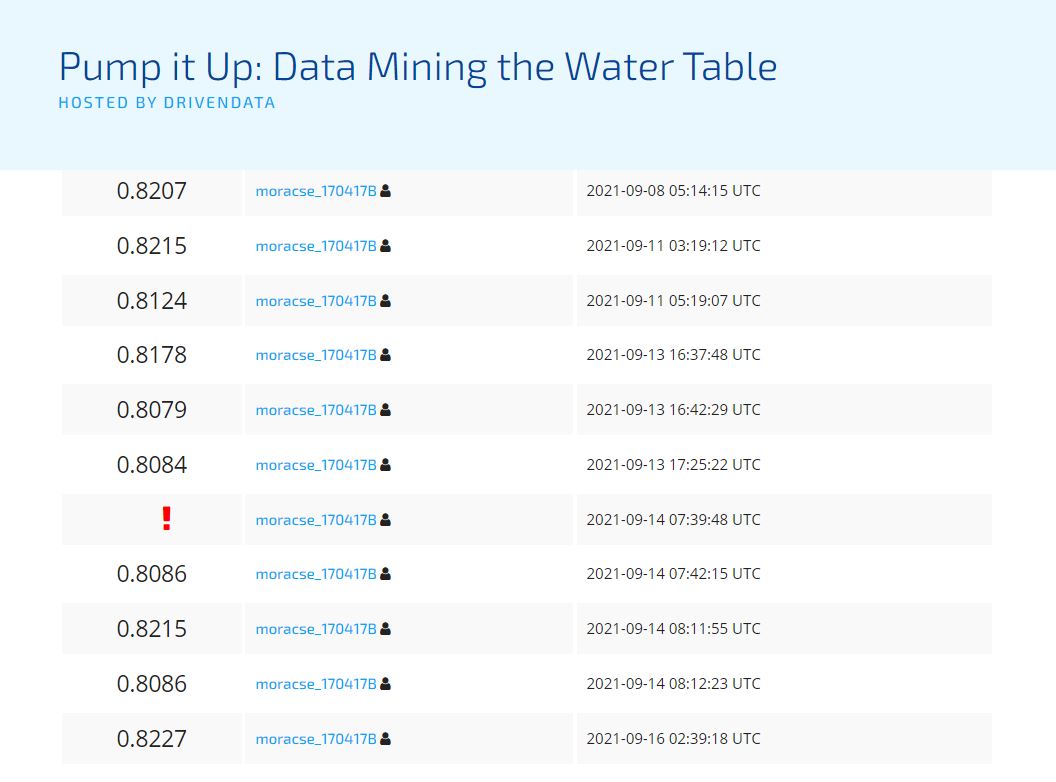 Pump it Up: Data Mining the Water Table
HOSTED BY DRIVENDATA
0.8207 moracse_170417B 2021-09-08 05:14:15 UTC
0.8215 moracse_170417B 2021-09-11 03:19:12 UTC
0.8124 moracse_170417B 2021-09-11 05:19:07 UTC
0.8178 moracse_170417B 2021-09-13 16:37:48 UTC
0.8079 moracse_170417B 2021-09-13 16:42:29 UTC
0.8084 moracse_170417B 2021-09-13 17:25:22 UTC
! moracse_170417B 2021-09-14 07:39:48 UTC
0.8086 moracse_170417B 2021-09-14 07:42:15 UTC
0.8215 moracse_170417B 2021-09-14 08:11:55 UTC
0.8086 moracse_170417B 2021-09-14 08:12:23 UTC
0.8227 moracse_170417B 2021-09-16 02:39:18 UTC